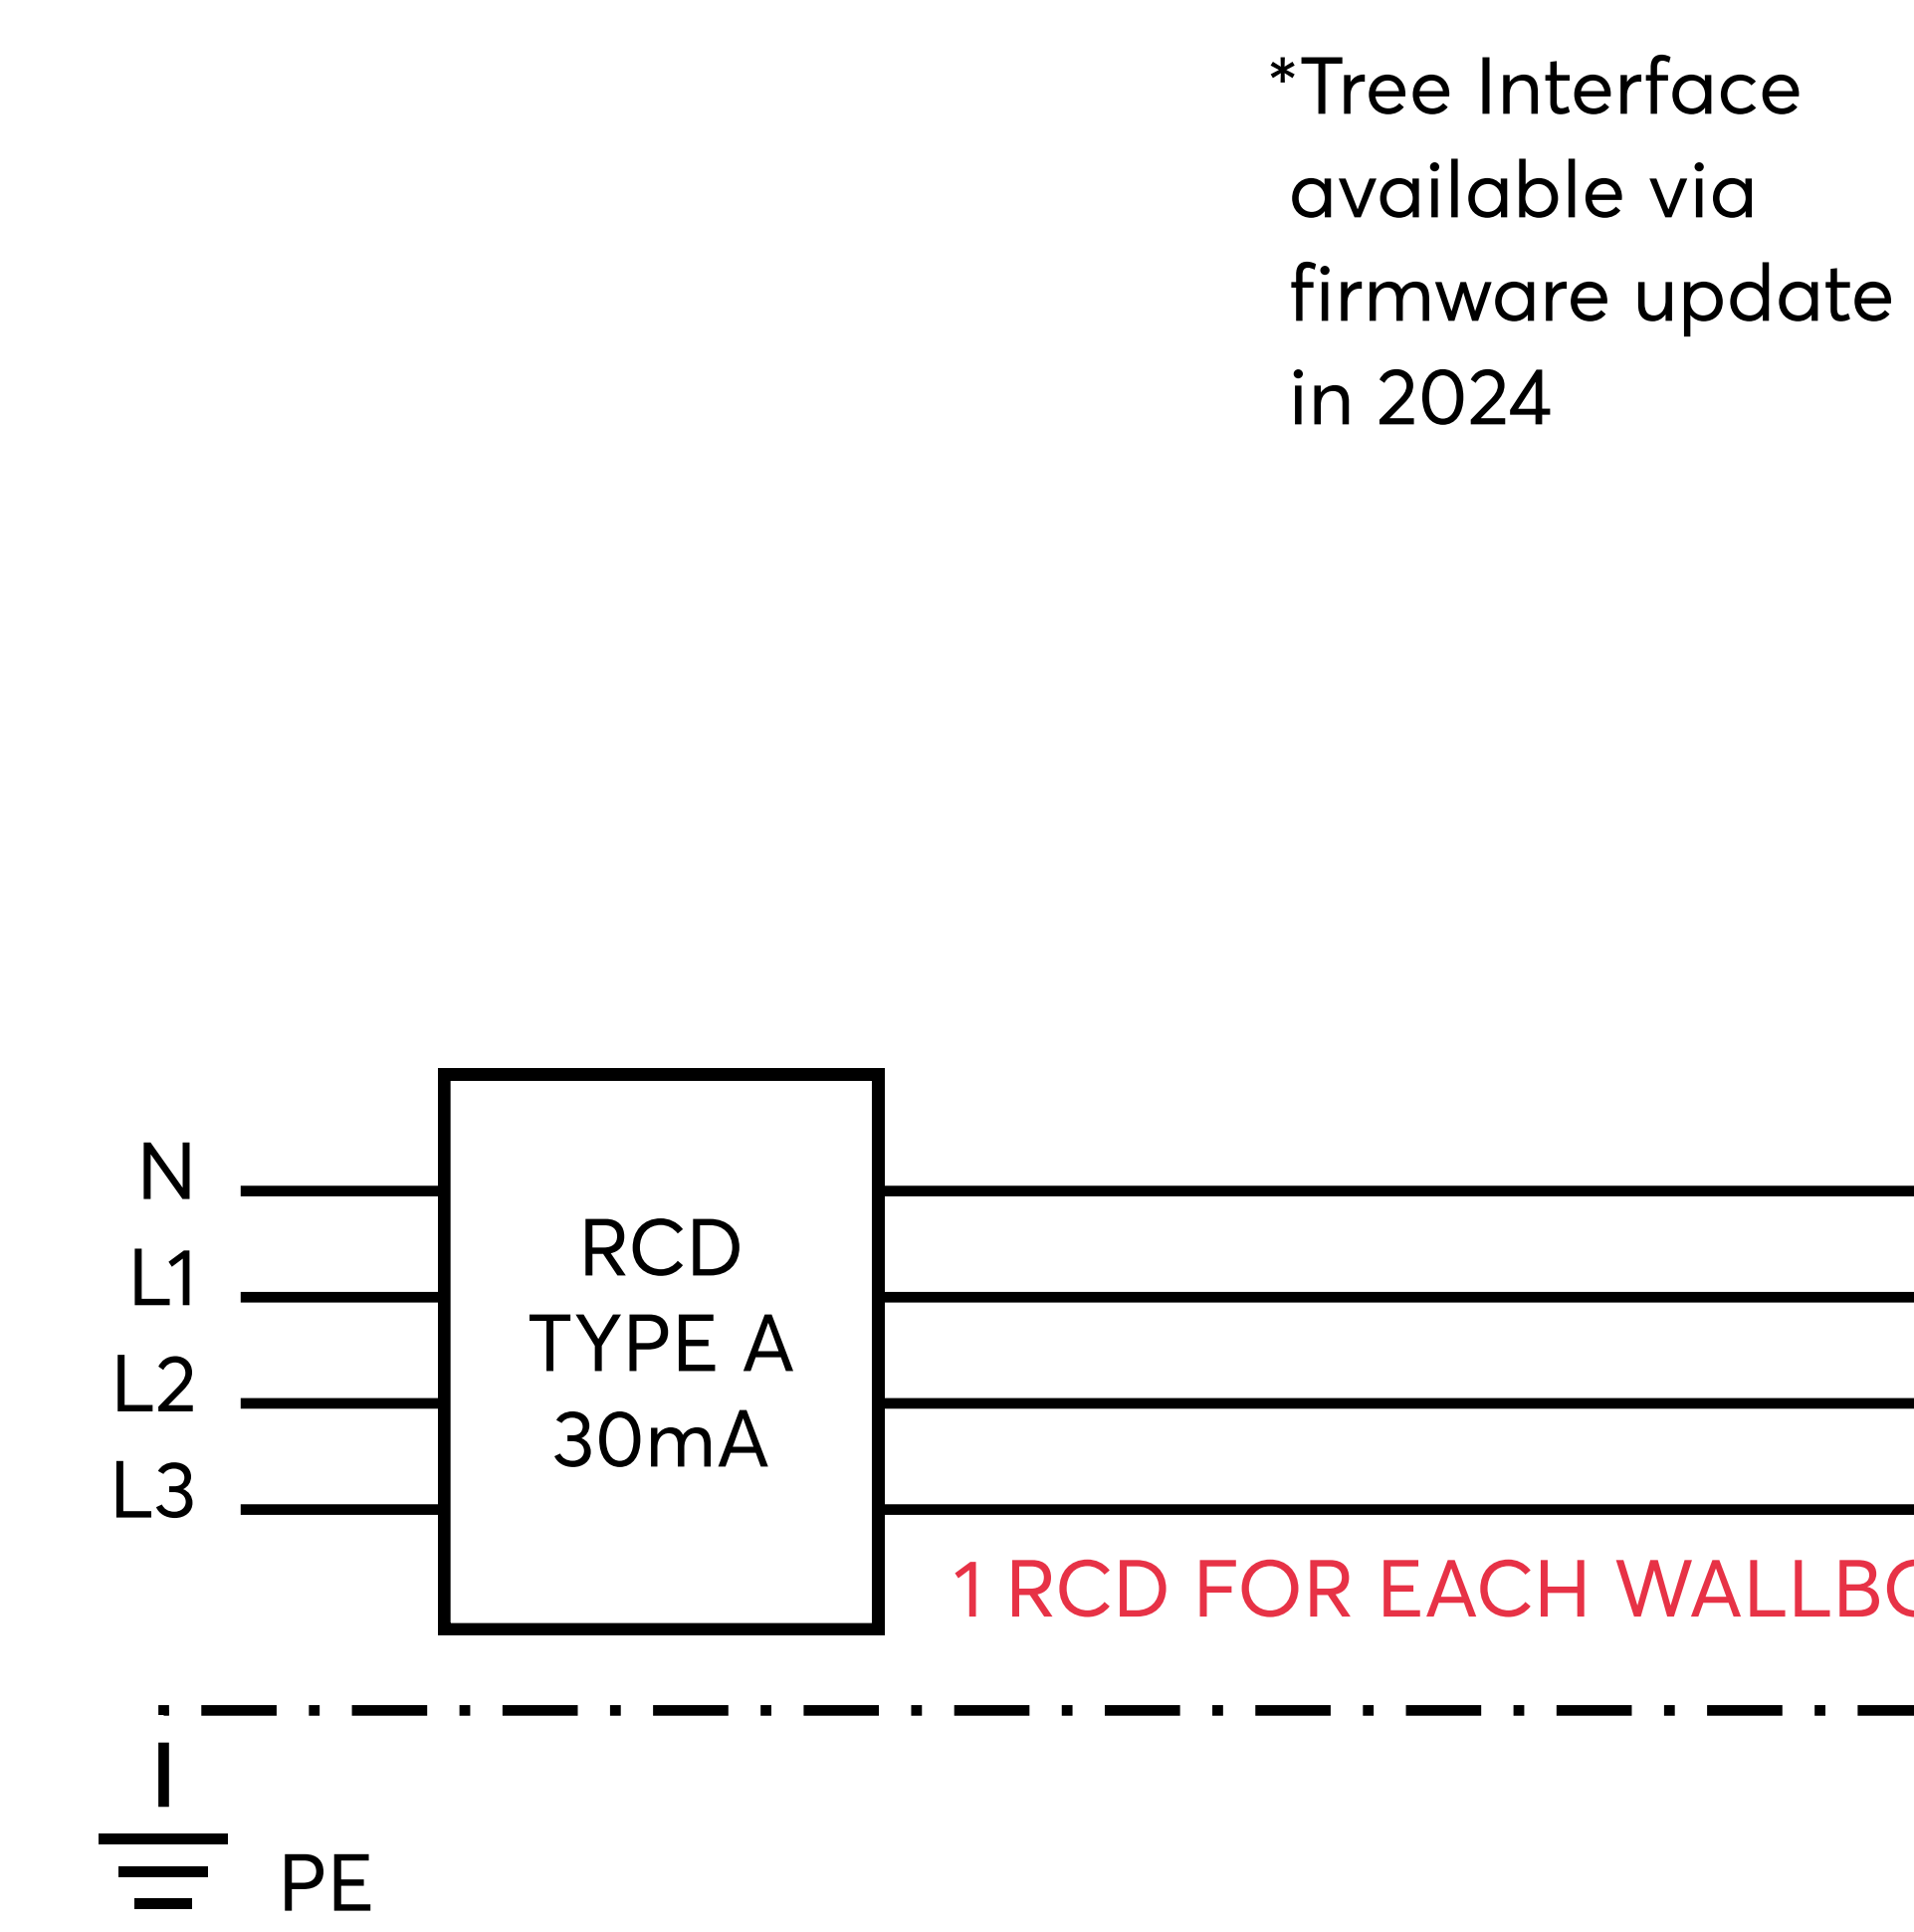 *Tree Interface
available via
firmware update
in 2024
N
L1
L2
L3
RCD
TYPE A
30mA
1 RCD FOR EACH
PE